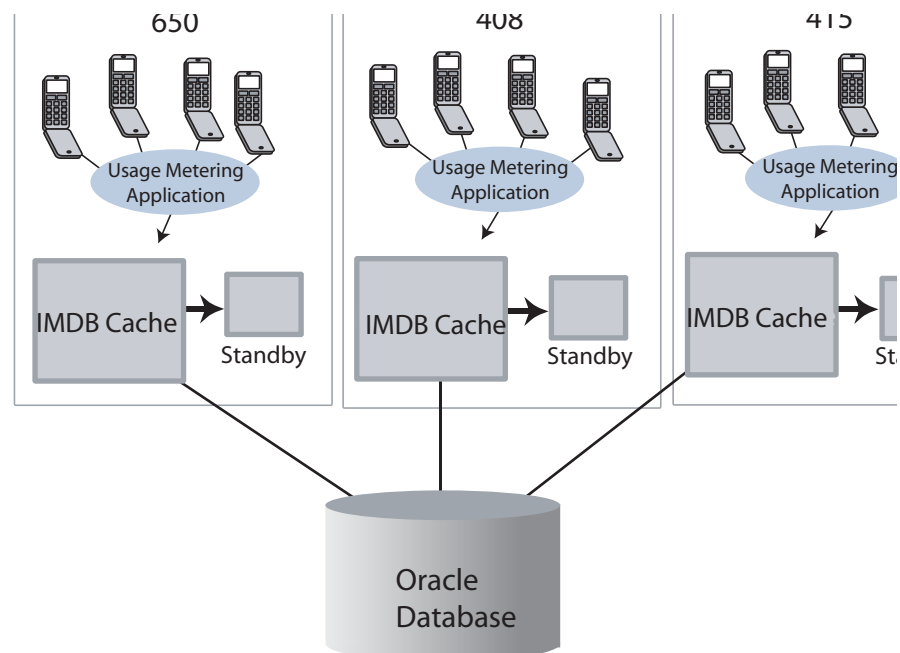 650
408
415
Usage Metering
Application
Usage Metering
Application
Usage Metering
Application
IMDB Cache
Standby
IMDB Cache
Standby
IMDB Cache
Oracle
Database